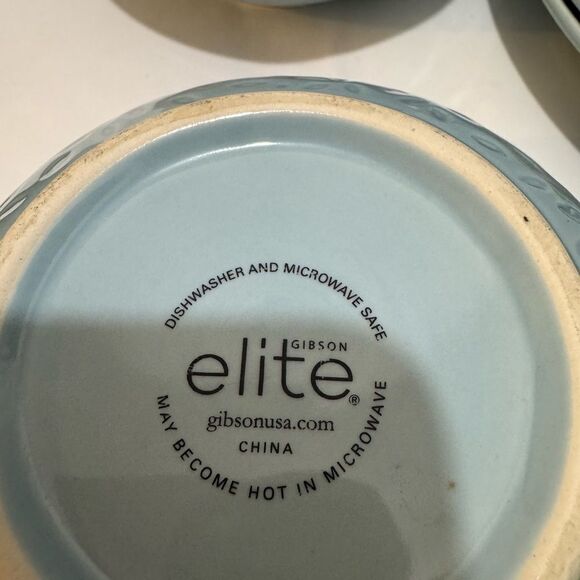 DISHWASHER AND MICROWAVE SAFE
GIBSON
elite®
gibsonusa.com
CHINA
MAY BECOME HOT IN MICROWAVE